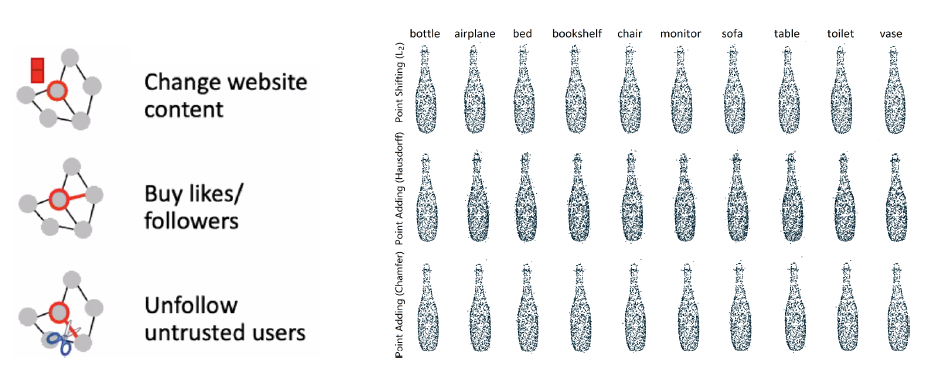 Change website
content
Buy likes/
followers
Unfollow
untrusted users
bottle airplane bed bookshelf chair monitor sofa table toilet vase
Point Shifting (L₂)
Point Adding (Hausdorff)
Point Adding (Chamfer)